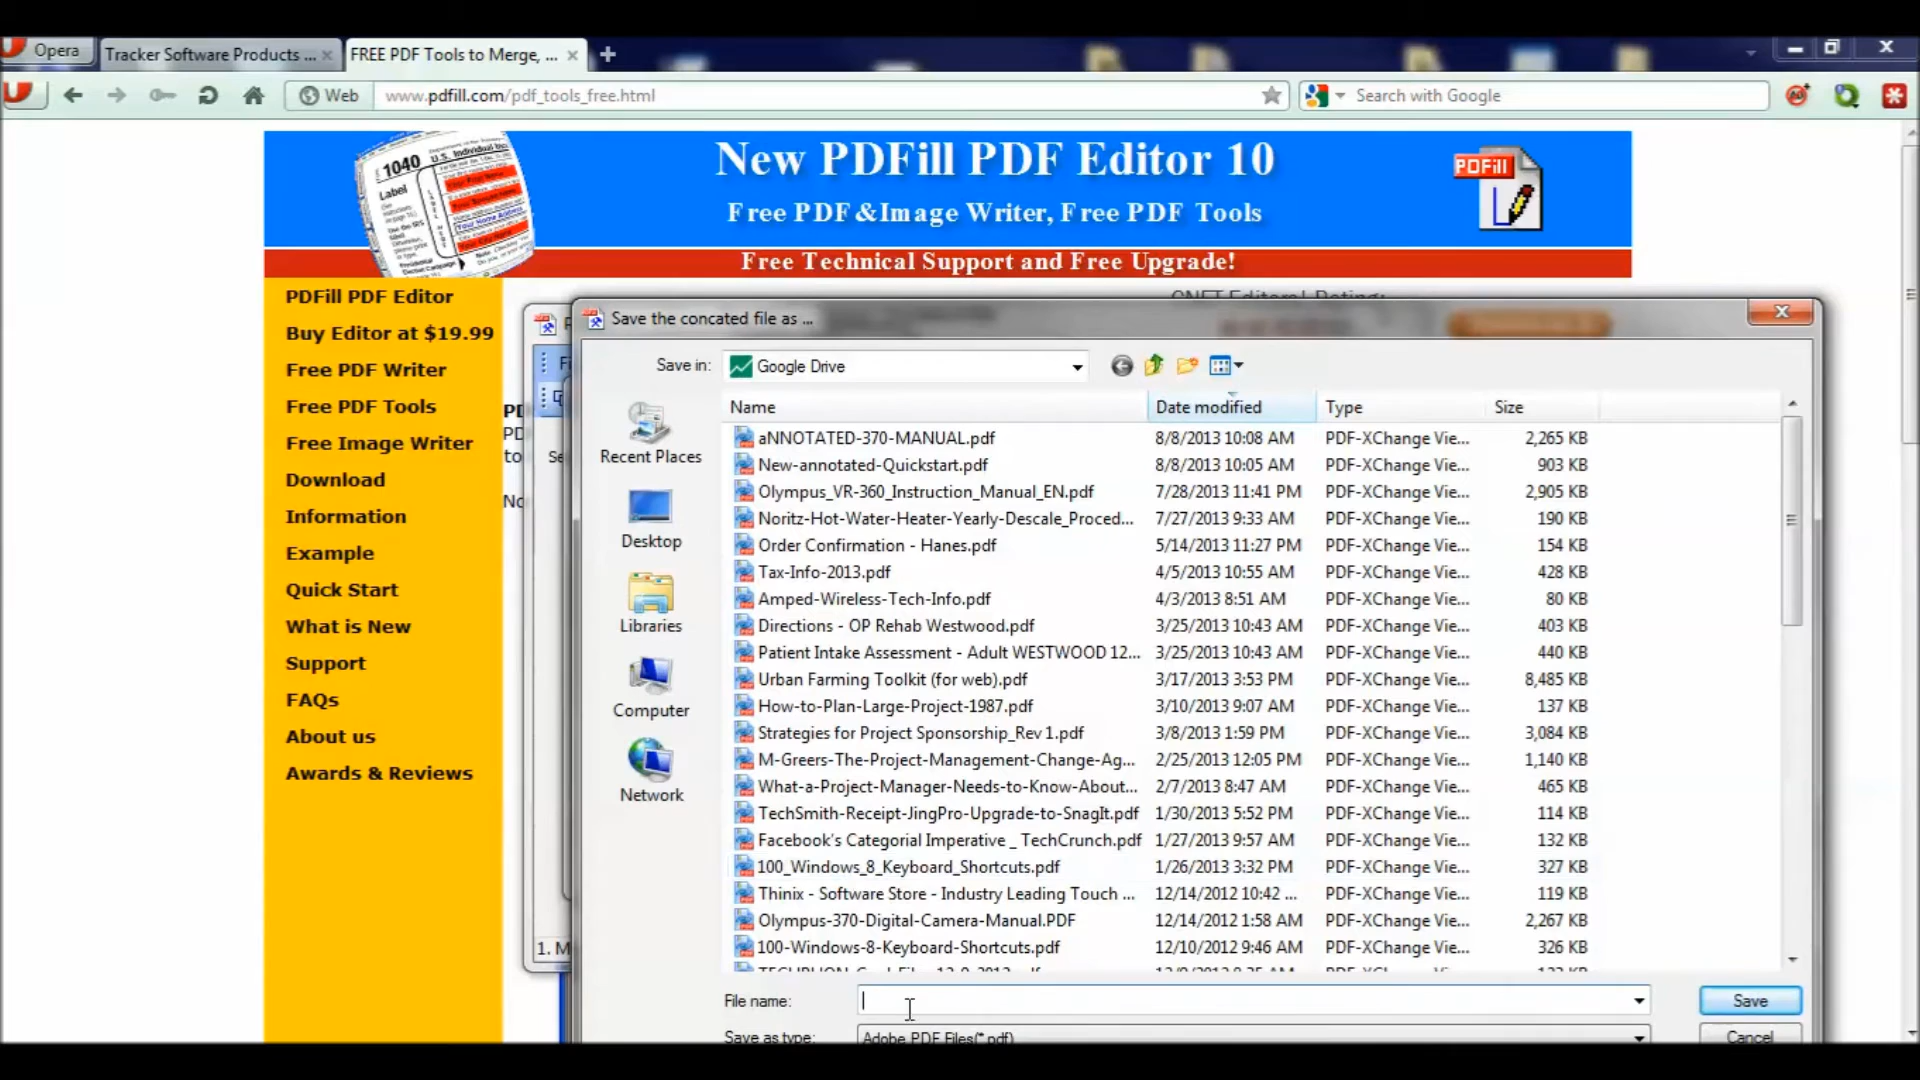 Opera
Tracker Software Products ...
FREE PDF Tools to Merge, ...
Web
www.pdfill.com/pdf_tools_free.html
Search with Google
1040
U.S. Individual Inc
Label
New PDFill PDF Editor 10
Free PDF&Image Writer, Free PDF Tools
PDFill
Free Technical Support and Free Upgrade!
PDFill PDF Editor
Buy Editor at $19.99
Free PDF Writer
Free PDF Tools
Free Image Writer
Download
Information
Example
Quick Start
What is New
Support
FAQs
About us
Awards & Reviews
CNET Editoral Rating:
Save the concated file as ...
Save in:
Google Drive
Recent Places
Desktop
Libraries
Computer
Network
Name Date modified Type Size
aNNOTATED-370-MANUAL.pdf 8/8/2013 10:08 AM PDF-XChange Vie... 2,265 KB
New-annotated-Quickstart.pdf 8/8/2013 10:05 AM PDF-XChange Vie... 903 KB
Olympus_VR-360_Instruction_Manual_EN.pdf 7/28/2013 11:41 PM PDF-XChange Vie... 2,905 KB
Noritz-Hot-Water-Heater-Yearly-Descale_Proced... 7/27/2013 9:33 AM PDF-XChange Vie... 190 KB
Order Confirmation - Hanes.pdf 5/14/2013 11:27 PM PDF-XChange Vie... 154 KB
Tax-Info-2013.pdf 4/5/2013 10:55 AM PDF-XChange Vie... 428 KB
Amped-Wireless-Tech-Info.pdf 4/3/2013 8:51 AM PDF-XChange Vie... 80 KB
Directions - OP Rehab Westwood.pdf 3/25/2013 10:43 AM PDF-XChange Vie... 403 KB
Patient Intake Assessment - Adult WESTWOOD 12... 3/25/2013 10:43 AM PDF-XChange Vie... 440 KB
Urban Farming Toolkit (for web).pdf 3/17/2013 3:53 PM PDF-XChange Vie... 8,485 KB
How-to-Plan-Large-Project-1987.pdf 3/10/2013 9:07 AM PDF-XChange Vie... 137 KB
Strategies for Project Sponsorship_Rev 1.pdf 3/8/2013 1:59 PM PDF-XChange Vie... 3,084 KB
M-Greers-The-Project-Management-Change-Ag... 2/25/2013 12:05 PM PDF-XChange Vie... 1,140 KB
What-a-Project-Manager-Needs-to-Know-About... 2/7/2013 8:47 AM PDF-XChange Vie... 465 KB
TechSmith-Receipt-JingPro-Upgrade-to-SnagIt.pdf 1/30/2013 5:52 PM PDF-XChange Vie... 114 KB
Facebook's Categorial Imperative _ TechCrunch.pdf 1/27/2013 9:57 AM PDF-XChange Vie... 132 KB
100_Windows_8_Keyboard_Shortcuts.pdf 1/26/2013 3:32 PM PDF-XChange Vie... 327 KB
Thinix - Software Store - Industry Leading Touch ... 12/14/2012 10:42 ... PDF-XChange Vie... 119 KB
Olympus-370-Digital-Camera-Manual.PDF 12/14/2012 1:58 AM PDF-XChange Vie... 2,267 KB
100-Windows-8-Keyboard-Shortcuts.pdf 12/10/2012 9:46 AM PDF-XChange Vie... 326 KB
File name:
Save
Save as type:
Adobe PDF Files(*.pdf)
Cancel